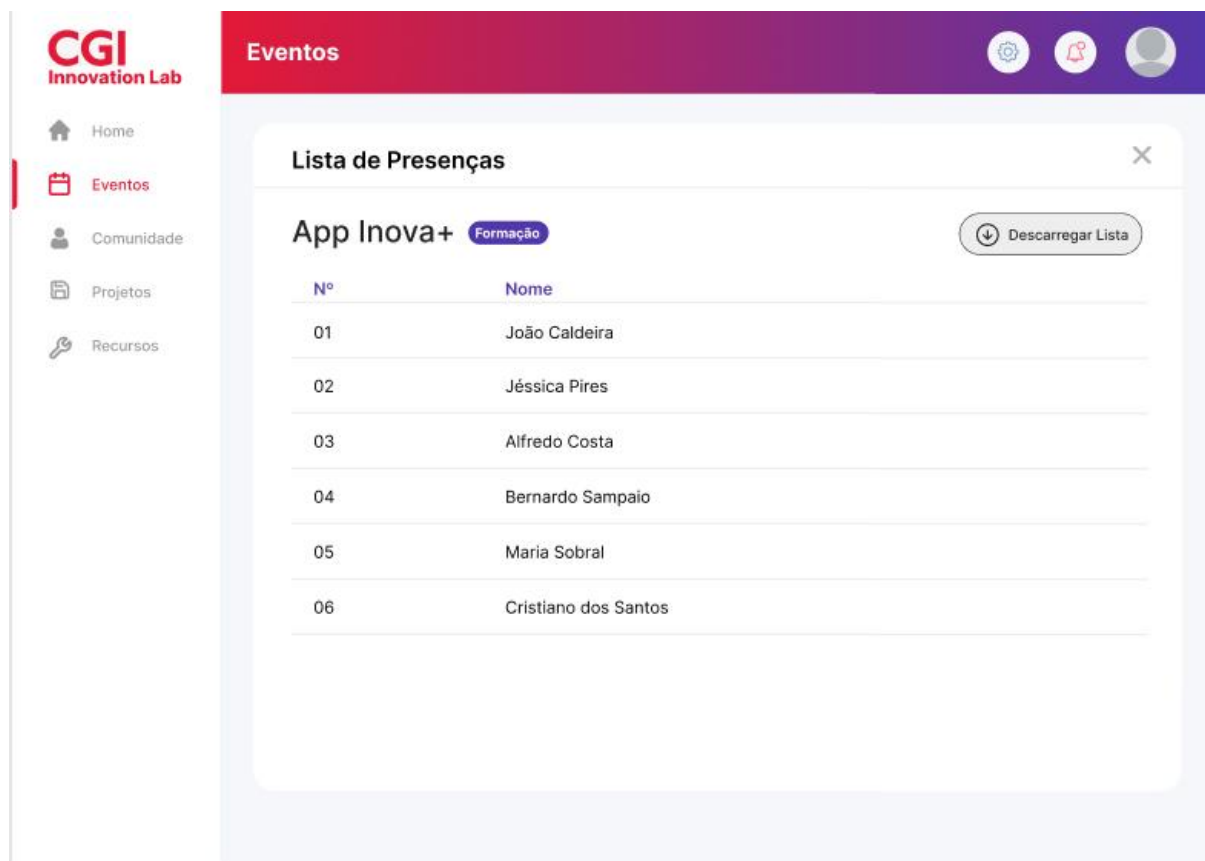 CGI
Innovation Lab
Eventos
Home
Eventos
Comunidade
Projetos
Recursos
Lista de Presenças
App Inova+ Formação
Descarregar Lista
Nº Nome
01 João Caldeira
02 Jéssica Pires
03 Alfredo Costa
04 Bernardo Sampaio
05 Maria Sobral
06 Cristiano dos Santos